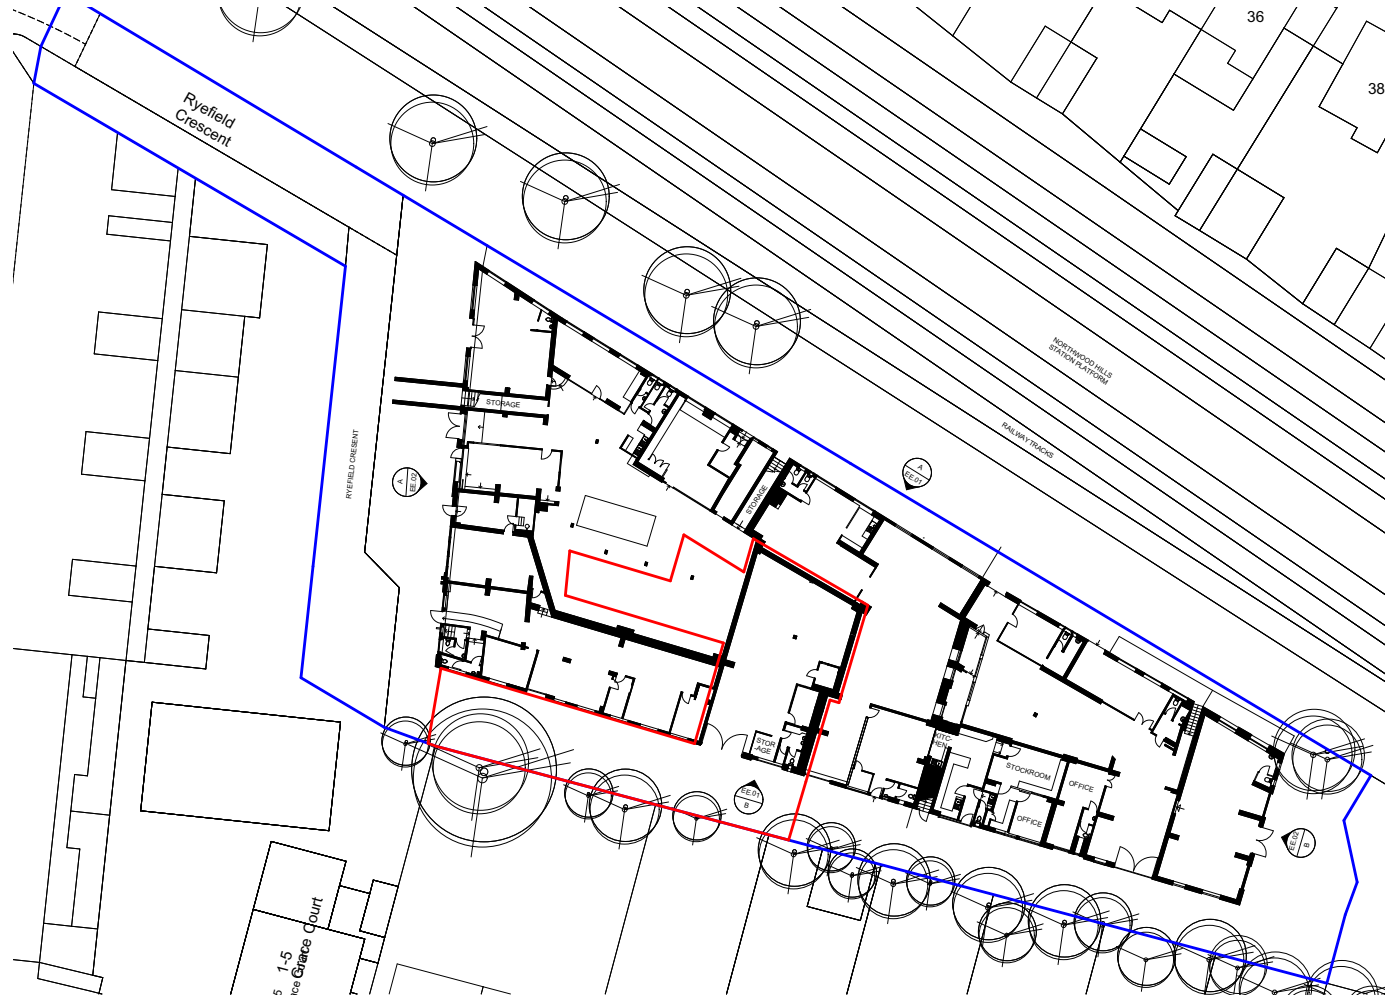 36
38
Ryefield
Crescent
NORTHWOOD HILLS
STATION PLATFORM
RAILWAY TRACKS
STORAGE
RYEFIELD CRESENT
A
EE.02
A
EE.01
STORAGE
KITC-
HEN
STOR
-AGE
STOCKROOM
OFFICE
OFFICE
EE.01
B
EE.02
B
1-5
Grace Court